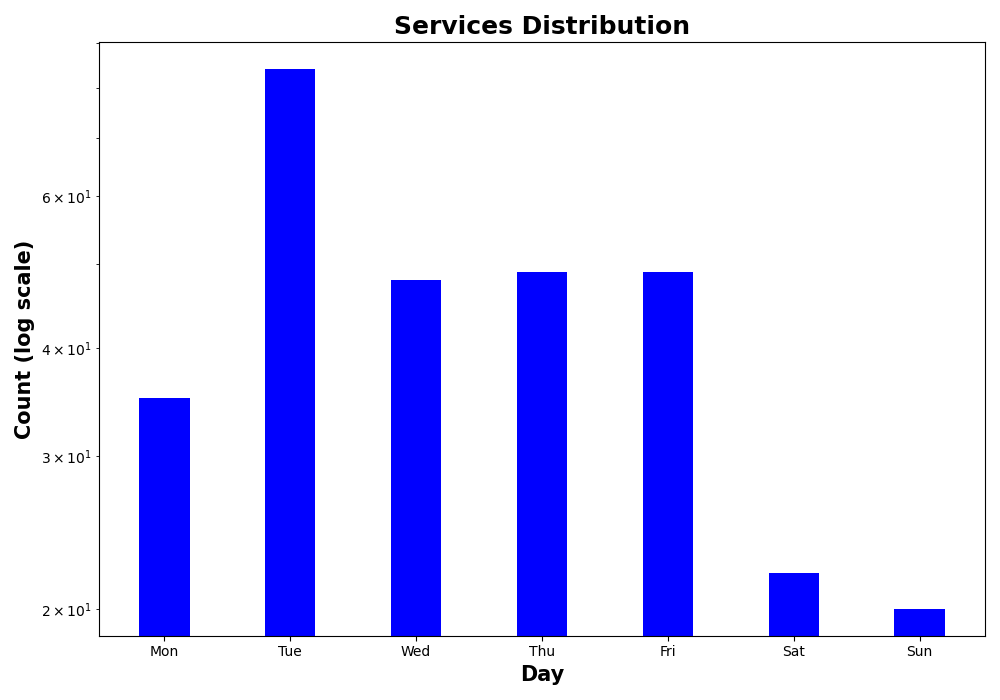 Services Distribution
Count (log scale)
6 × 10¹
4 × 10¹
3 × 10¹
2 × 10¹
Mon Tue Wed Thu Fri Sat Sun
Day